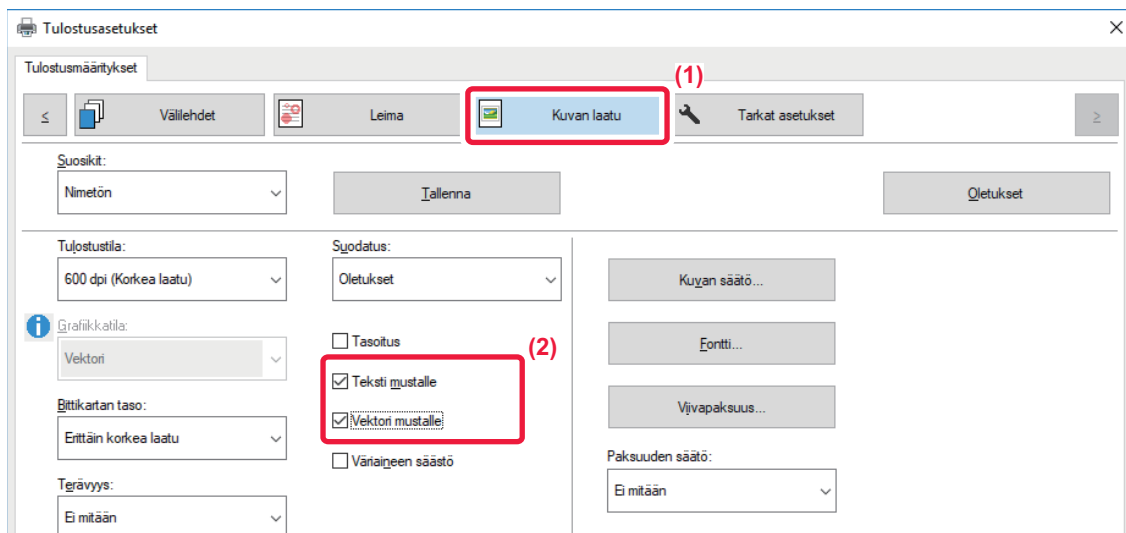 Tulostusasetukset
Tulostusmääritykset
(1)
<
Välilehdet
Leima
Kuvan laatu
Tarkat asetukset
>
Suosikit:
Nimetön
Tallenna
Oletukset
Tulostustila:
600 dpi (Korkea laatu)
Suodatus:
Oletukset
Kuvan säätö...
Grafiikkatila:
Vektori
Tasoitus
(2)
Fontti...
Teksti mustalle
Bittikartan taso:
Erittäin korkea laatu
Vektori mustalle
Viivapaksuus...
Väriaineen säästö
Paksuuden säätö:
Ei mitään
Terävyys:
Ei mitään